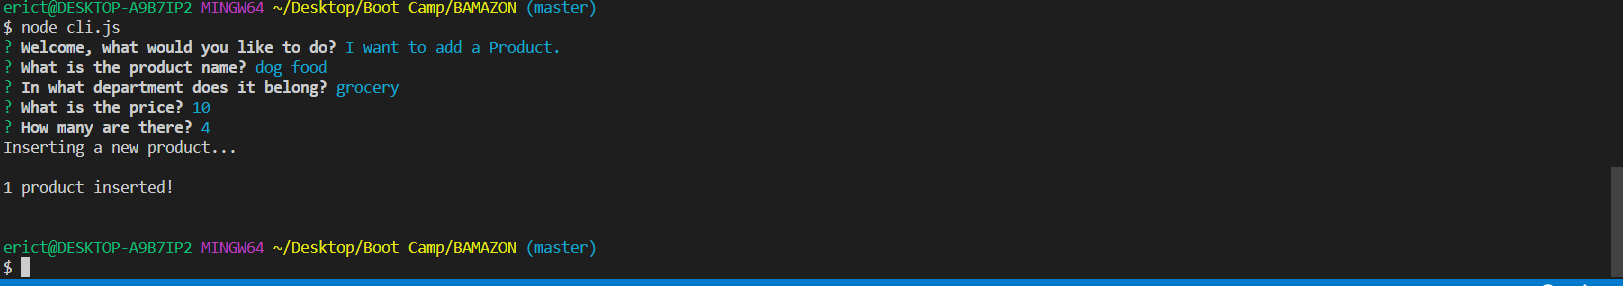 erict@DESKTOP-A9B7IP2 MINGW64 ~/Desktop/Boot Camp/BAMAZON (master)
$ node cli.js
? Welcome, what would you like to do? I want to add a Product.
? What is the product name? dog food
? In what department does it belong? grocery
? What is the price? 10
? How many are there? 4
Inserting a new product...
1 product inserted!
erict@DESKTOP-A9B7IP2 MINGW64 ~/Desktop/Boot Camp/BAMAZON (master)
$